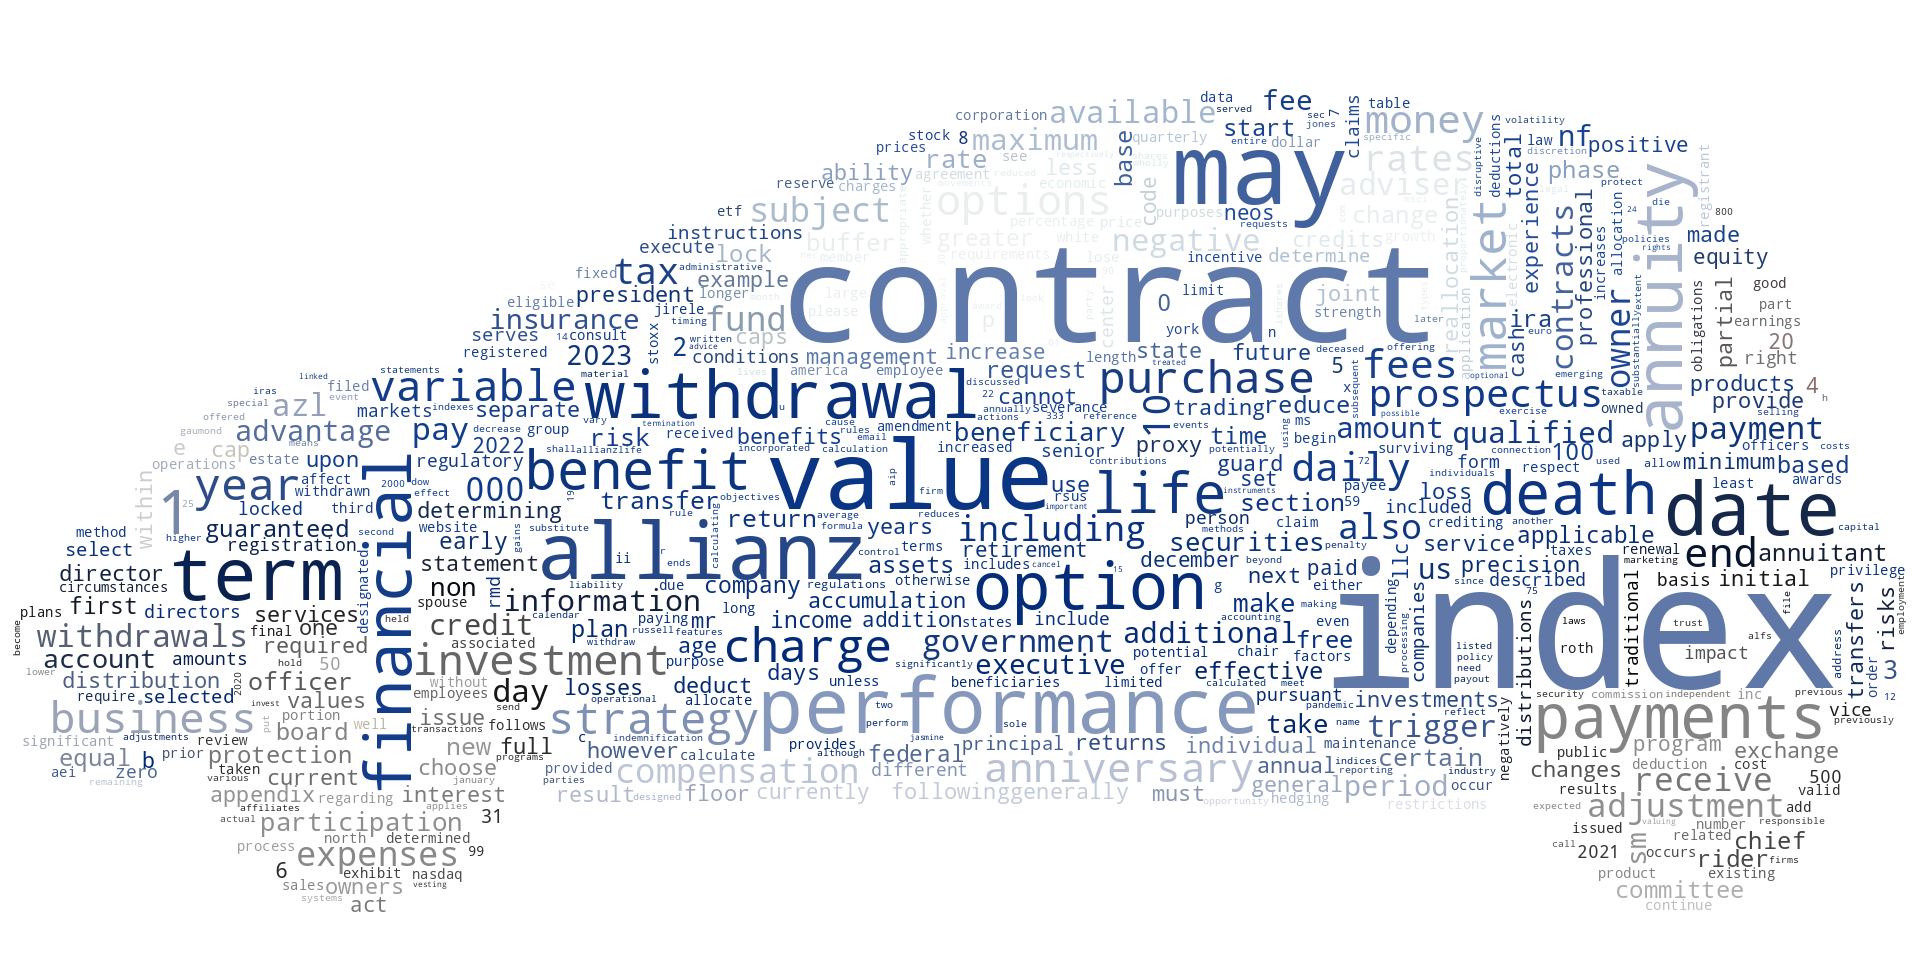 data
fee
corporation
available
served
start
sec
jones
7
claims
table
money
volatility
stock
8
maximum
prices
base
quarterly
entire
dollar
specific
deductions
total
law
nf
positive
discretion
ability
rate
see
less
may
rates
phase
reserve
charges
agreement
reduced
economic
adviser
protect
etf
subject
options
code
purposes
neos
change
market
experience
contracts
professional
allocation
owner
24
die
annuity
registrant
800
instructions
percentage
price
requests
reallocation
increases
policies
rights
made
execute
lock
buffer
greater
white
negative
credits
growth
electronic
equity
member
requirements
lose
incentive
determine
tax
administrative
fixed
example
contract
president
longer
month
large
limit
joint
eligible
jirele
please
0
strength
obligations
partial
good
part
insurance
timing
fund
p
center
york
n
later
application
ira
cash
euro
earnings
serves
14
consult
written
advice
caps
20
registered
2023
stoxx
2
conditions
management
increase
length
state
future
deceased
offering
right
statements
material
lives
america
employee
request
treated
5
fees
optional
emerging
substantially
extent
linked
iras
event
variable
withdrawal
discussed
22
cannot
purchase
x
subsequent
prospectus
taxable
products
4
special
filed
azl
markets
indexes
separate
vary
annually
severance
10
trading
reduce
possible
exercise
owned
provide
h
offered
actions
333
reference
events
ms
selling
gaumond
advantage
pay
decrease
group
termination
cause
amendment
beneficiary
using
begin
amount
qualified
payment
means
2022
risk
received
benefits
rules
email
increased
senior
proxy
time
surviving
apply
officers
costs
e
cap
shall
allianzlife
incorporated
calculation
potentially
connection
100
used
operations
estate
upon
regulatory
benefit
value
contributions
guard
daily
72
form
respect
allow
minimum
based
within
year
affect
2000
dow
aip
life
set
individuals
least
awards
1
25
withdrawn
effect
000
19
transfer
objectives
firm
use
rsus
instruments
section
59
payee
loss
included
death
date
locked
third
determining
rule
average
reduces
important
person
method
guaranteed
second
website
substitute
return
formula
years
including
methods
claim
also
crediting
another
applicable
capital
higher
select
registration
early
gains
allianz
calculating
control
terms
retirement
securities
penalty
service
taxes
renewal
end
annuitant
director
term
financial
statement
ii
r
ends
assets
includes
cancel
december
beyond
llc
us
precision
marketing
circumstances
designated
non
rmd
liability
calendar
due
company
regulations
otherwise
option
15
next
paid
either
since
described
basis
initial
privilege
plans
first
directors
services
held
spouse
information
long
accumulation
g
make
making
index
75
traditional
file
employment
final
one
credit
plan
paying
mr
income
addition
states
include
accounting
additional
even
depending
companies
laws
trust
become
withdrawals
required
associated
withdraw
russell
features
government
chair
free
processing
listed
roth
alfs
address
transfers
risks
account
amounts
hold
50
investment
age
charge
potential
factors
policy
impact
lower
distribution
2020
officer
without
purpose
days
significantly
executive
offer
effective
need
payout
order
3
require
selected
invest
values
employees
day
losses
operational
deduct
unless
beneficiaries
limited
calculated
meet
pursuant
investments
distributions
security
commission
independent
inc
previous
12
business
put
portion
send
allocate
two
pandemic
reflect
vice
significant
adjustments
review
board
well
issue
transactions
follows
strategy
performance
perform
sole
take
name
trigger
payments
previously
equal
prior
protection
new
full
c
indemnification
jasmine
negatively
public
program
exchange
b
taken
programs
however
calculate
provides
although
federal
principal
returns
individual
maintenance
certain
deduction
cost
aei
zero
various
current
choose
january
provided
compensation
different
anniversary
annual
indices
reporting
industry
changes
500
remaining
parties
results
receive
valid
appendix
regarding
interest
result
designed
floor
currently
following
generally
must
opportunity
general
hedging
period
occur
restrictions
expected
adjustment
add
affiliates
applies
actual
participation
31
issued
valuing
number
responsible
north
determined
sm
related
chief
process
expenses
99
call
2021
occurs
rider
firms
6
exhibit
nasdaq
product
existing
sales
owners
vesting
committee
systems
act
continue